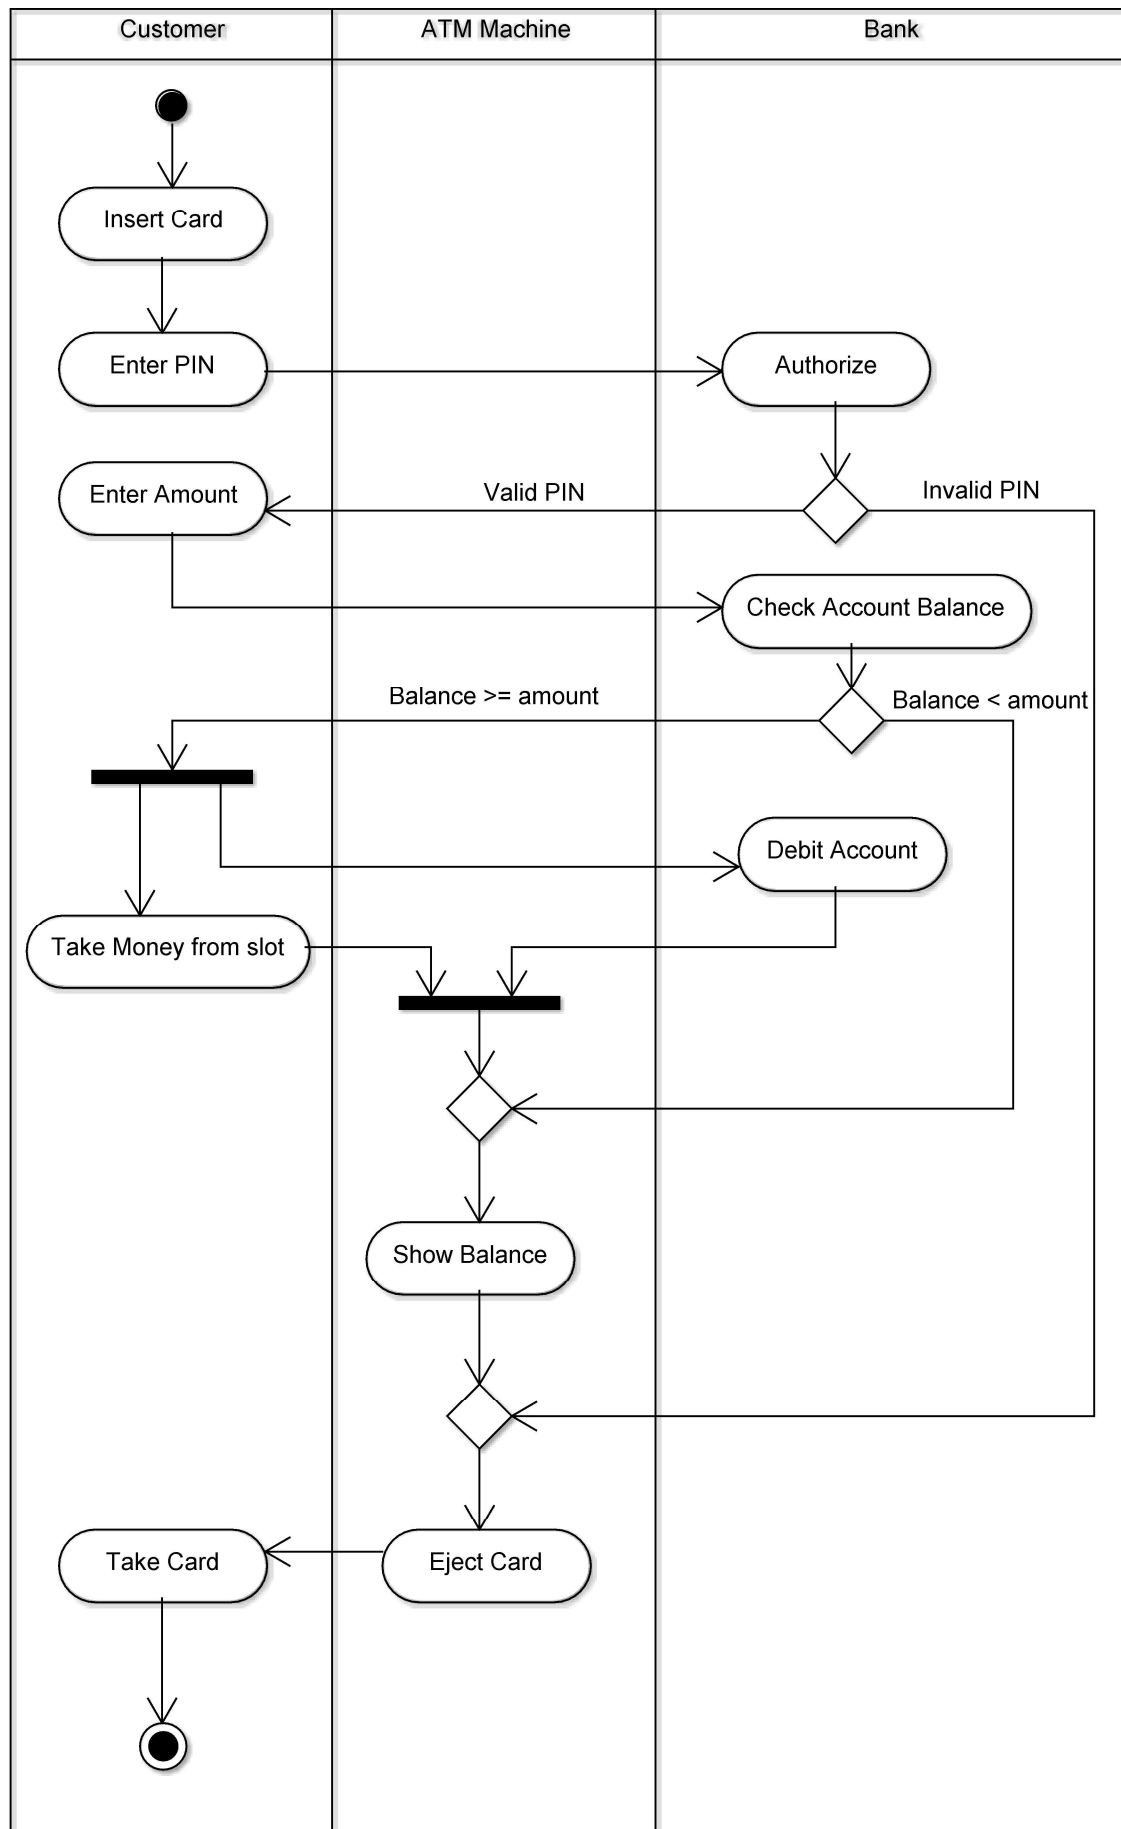 Customer
ATM Machine
Bank
Insert Card
Enter PIN
Authorize
Enter Amount
Valid PIN
Invalid PIN
Check Account Balance
Balance >= amount
Balance < amount
Debit Account
Take Money from slot
Show Balance
Take Card
Eject Card